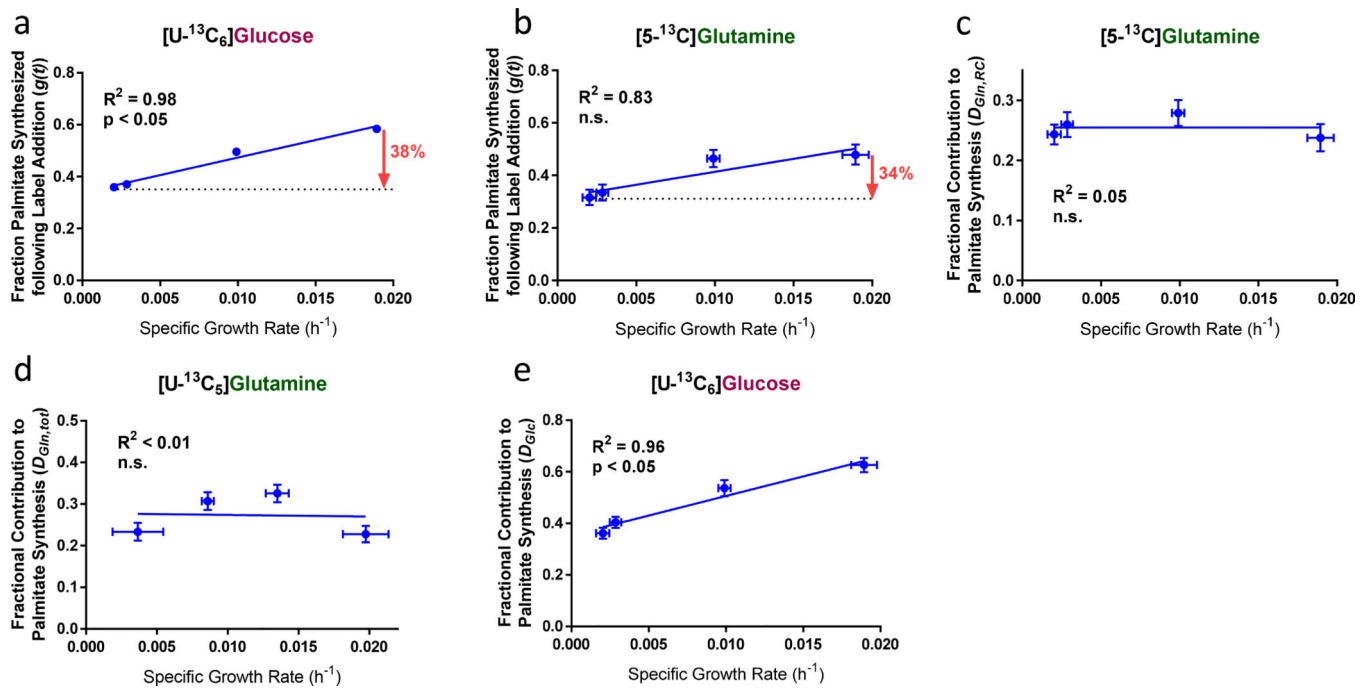 a
[U-¹³C₆]Glucose
Fraction Palmitate Synthesized
following Label Addition (g(t))
0.8
0.6
0.4
0.2
0.0
R² = 0.98
p < 0.05
38%
0.000 0.005 0.010 0.015 0.020
Specific Growth Rate (h⁻¹)
b
[5-¹³C]Glutamine
Fraction Palmitate Synthesized
following Label Addition (g(t))
0.8
0.6
0.4
0.2
0.0
R² = 0.83
n.s.
34%
0.000 0.005 0.010 0.015 0.020
Specific Growth Rate (h⁻¹)
c
[5-¹³C]Glutamine
Fractional Contribution to
Palmitate Synthesis (D_Gln,RC)
0.3
0.2
0.1
0.0
R² = 0.05
n.s.
0.000 0.005 0.010 0.015 0.020
Specific Growth Rate (h⁻¹)
d
[U-¹³C₅]Glutamine
Fractional Contribution to
Palmitate Synthesis (D_Gln,tot)
0.5
0.4
0.3
0.2
0.1
0.0
R² < 0.01
n.s.
0.000 0.005 0.010 0.015 0.020
Specific Growth Rate (h⁻¹)
e
[U-¹³C₆]Glucose
Fractional Contribution to
Palmitate Synthesis (D_Glc)
0.8
0.6
0.4
0.2
0.0
R² = 0.96
p < 0.05
0.000 0.005 0.010 0.015 0.020
Specific Growth Rate (h⁻¹)